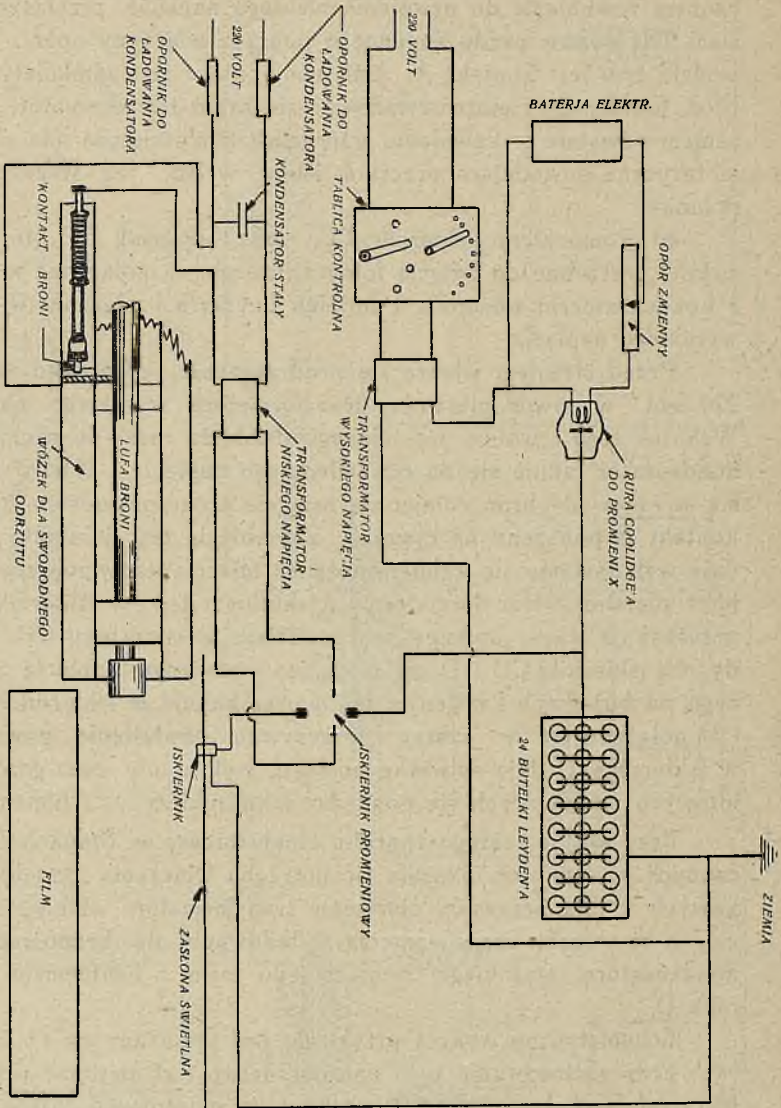 220 VOLT
OPORNIK DO
ŁADOWANIA
KONDENSATORA
OPORNIK DO
ŁADOWANIA
KONDENSATORA
KONDENSATOR STAŁY
220 VOLT
TABLICA KONTROLNA
BATERJA ELEKTR.
OPÓR ZMIENNY
KONTAKT BRONI
LUFA BRONI
WÓZEK DLA SWOBODNEGO
ODRZUTU
TRANSFORMATOR
NISKIEGO NAPIĘCIA
TRANSFORMATOR
WYSOKIEGO NAPIĘCIA
RURA COOLIDGE'A
DO PROMIENI X
ISKIERNIK
ISKIERNIK PROMIENIOWY
24 BUTELKI LEYDEN'A
ZIEMIA
FILM
ZASŁONA ŚWIETLNA